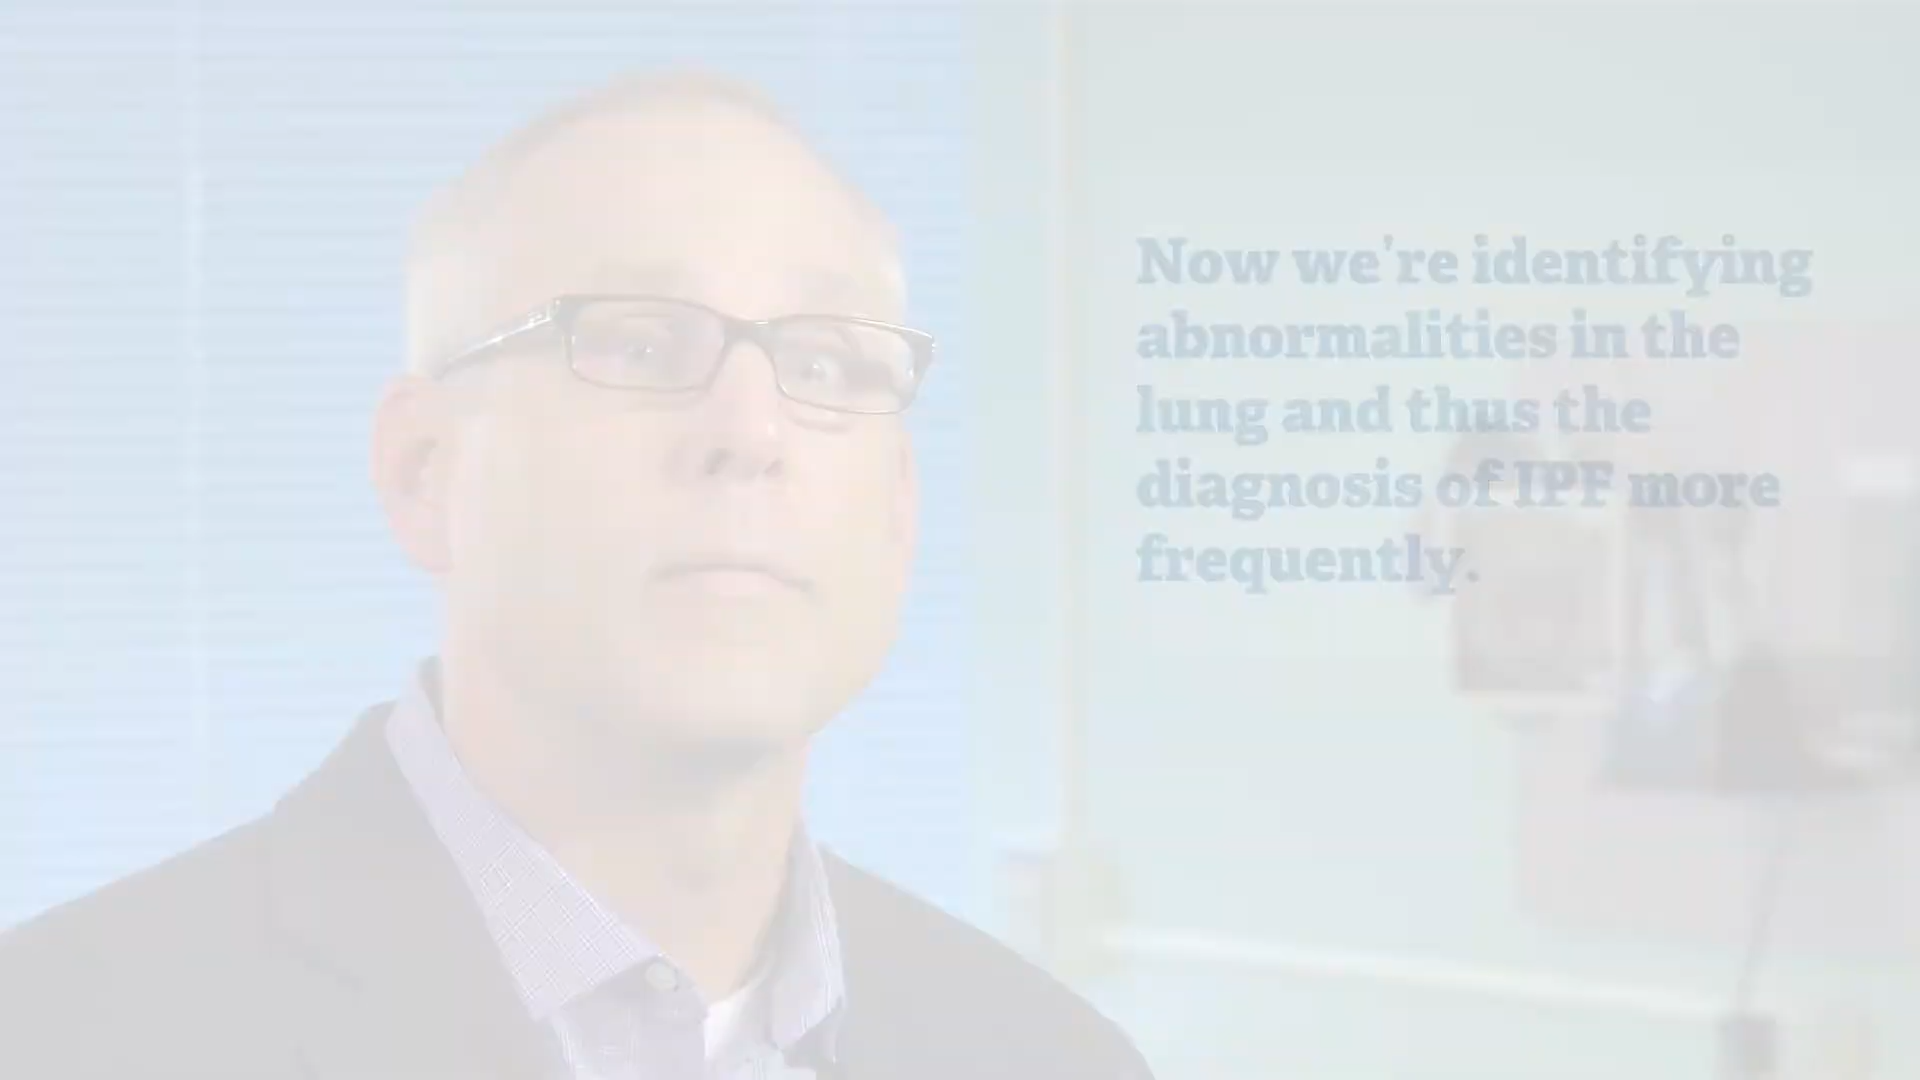 Now we're identifying
abnormalities in the
lung and thus the
diagnosis of IPF more
frequently.